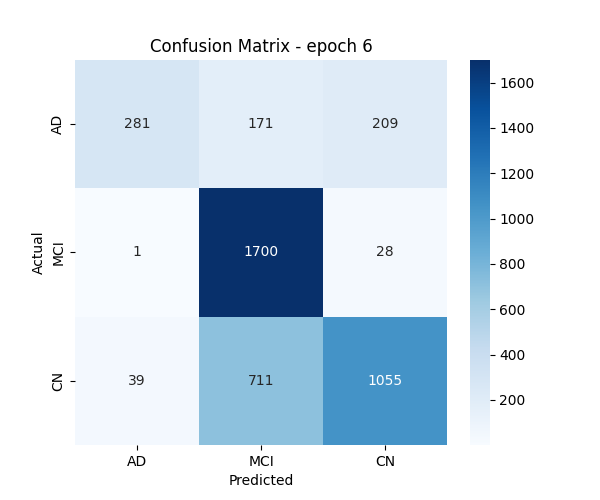 Confusion Matrix - epoch 6
Actual
AD
281 171 209
MCI
1 1700 28
CN
39 711 1055
AD MCI CN
Predicted
1600
1400
1200
1000
800
600
400
200